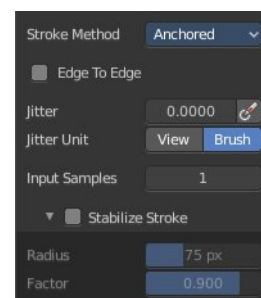 Stroke Method Anchored
Edge To Edge
Jitter 0.0000
Jitter Unit View Brush
Input Samples 1
Stabilize Stroke
Radius 75 px
Factor 0.900